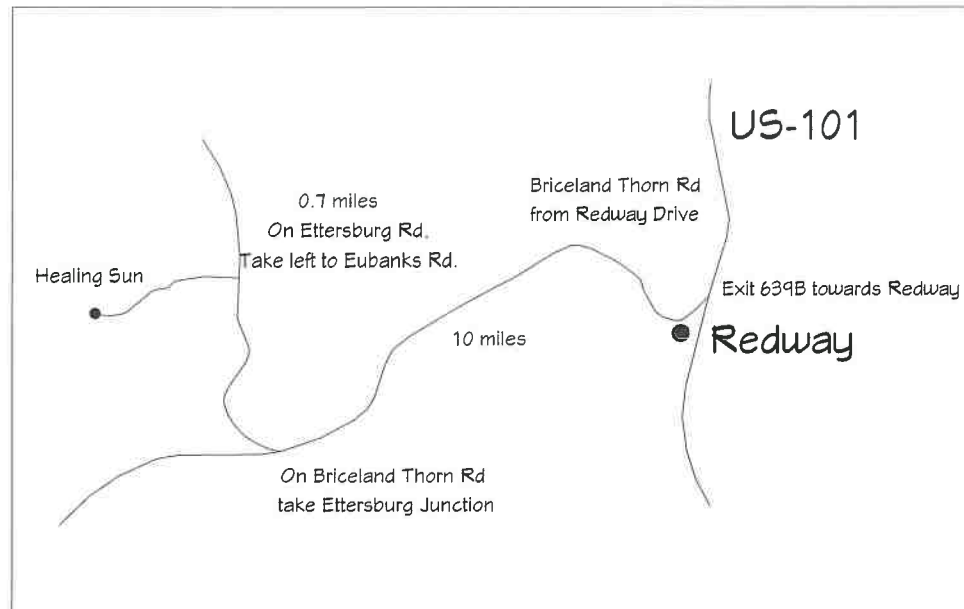 US-101
Briceland Thorn Rd
from Redway Drive
0.7 miles
On Ettersburg Rd.
Take left to Eubanks Rd.
Healing Sun
Exit 639B towards Redway
Redway
10 miles
On Briceland Thorn Rd
take Ettersburg Junction